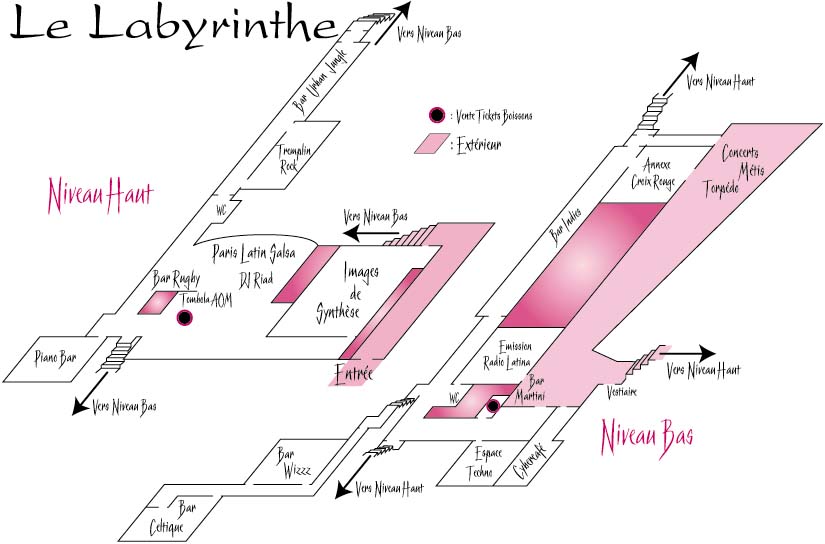 Le Labyrinthe
Vers Niveau Bas
Bar Urban Jungle
Vers Niveau Haut
: Vente Tickets Boissons
: Extérieur
Tremplin
Rock
Annexe
Croix Rouge
Concerts
Métis
Torpédo
Niveau Haut
WC
Vers Niveau Bas
Bar Indies
Paris Latin Salsa
DJ Riad
Bar Rugby
Tombola AOM
Images
de
Synthèse
Piano Bar
Entrée
Emission
Radio Latina
Vers Niveau Haut
Vers Niveau Bas
WC
Bar
Martini
Vestiaire
Niveau Bas
Bar
Wizzz
Espace
Techno
Cybercafé
Vers Niveau Haut
Bar
Celtique